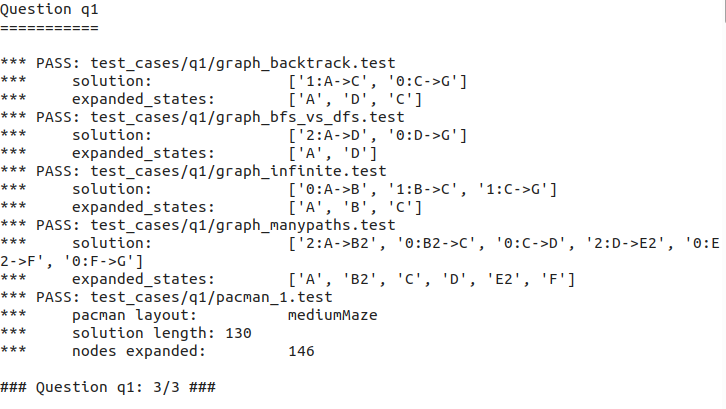 Question q1
===========
*** PASS: test_cases/q1/graph_backtrack.test
*** solution: ['1:A->C', '0:C->G']
*** expanded_states: ['A', 'D', 'C']
*** PASS: test_cases/q1/graph_bfs_vs_dfs.test
*** solution: ['2:A->D', '0:D->G']
*** expanded_states: ['A', 'D']
*** PASS: test_cases/q1/graph_infinite.test
*** solution: ['0:A->B', '1:B->C', '1:C->G']
*** expanded_states: ['A', 'B', 'C']
*** PASS: test_cases/q1/graph_manypaths.test
*** solution: ['2:A->B2', '0:B2->C', '0:C->D', '2:D->E2', '0:E
2->F', '0:F->G']
*** expanded_states: ['A', 'B2', 'C', 'D', 'E2', 'F']
*** PASS: test_cases/q1/pacman_1.test
*** pacman layout: mediumMaze
*** solution length: 130
*** nodes expanded: 146
### Question q1: 3/3 ###